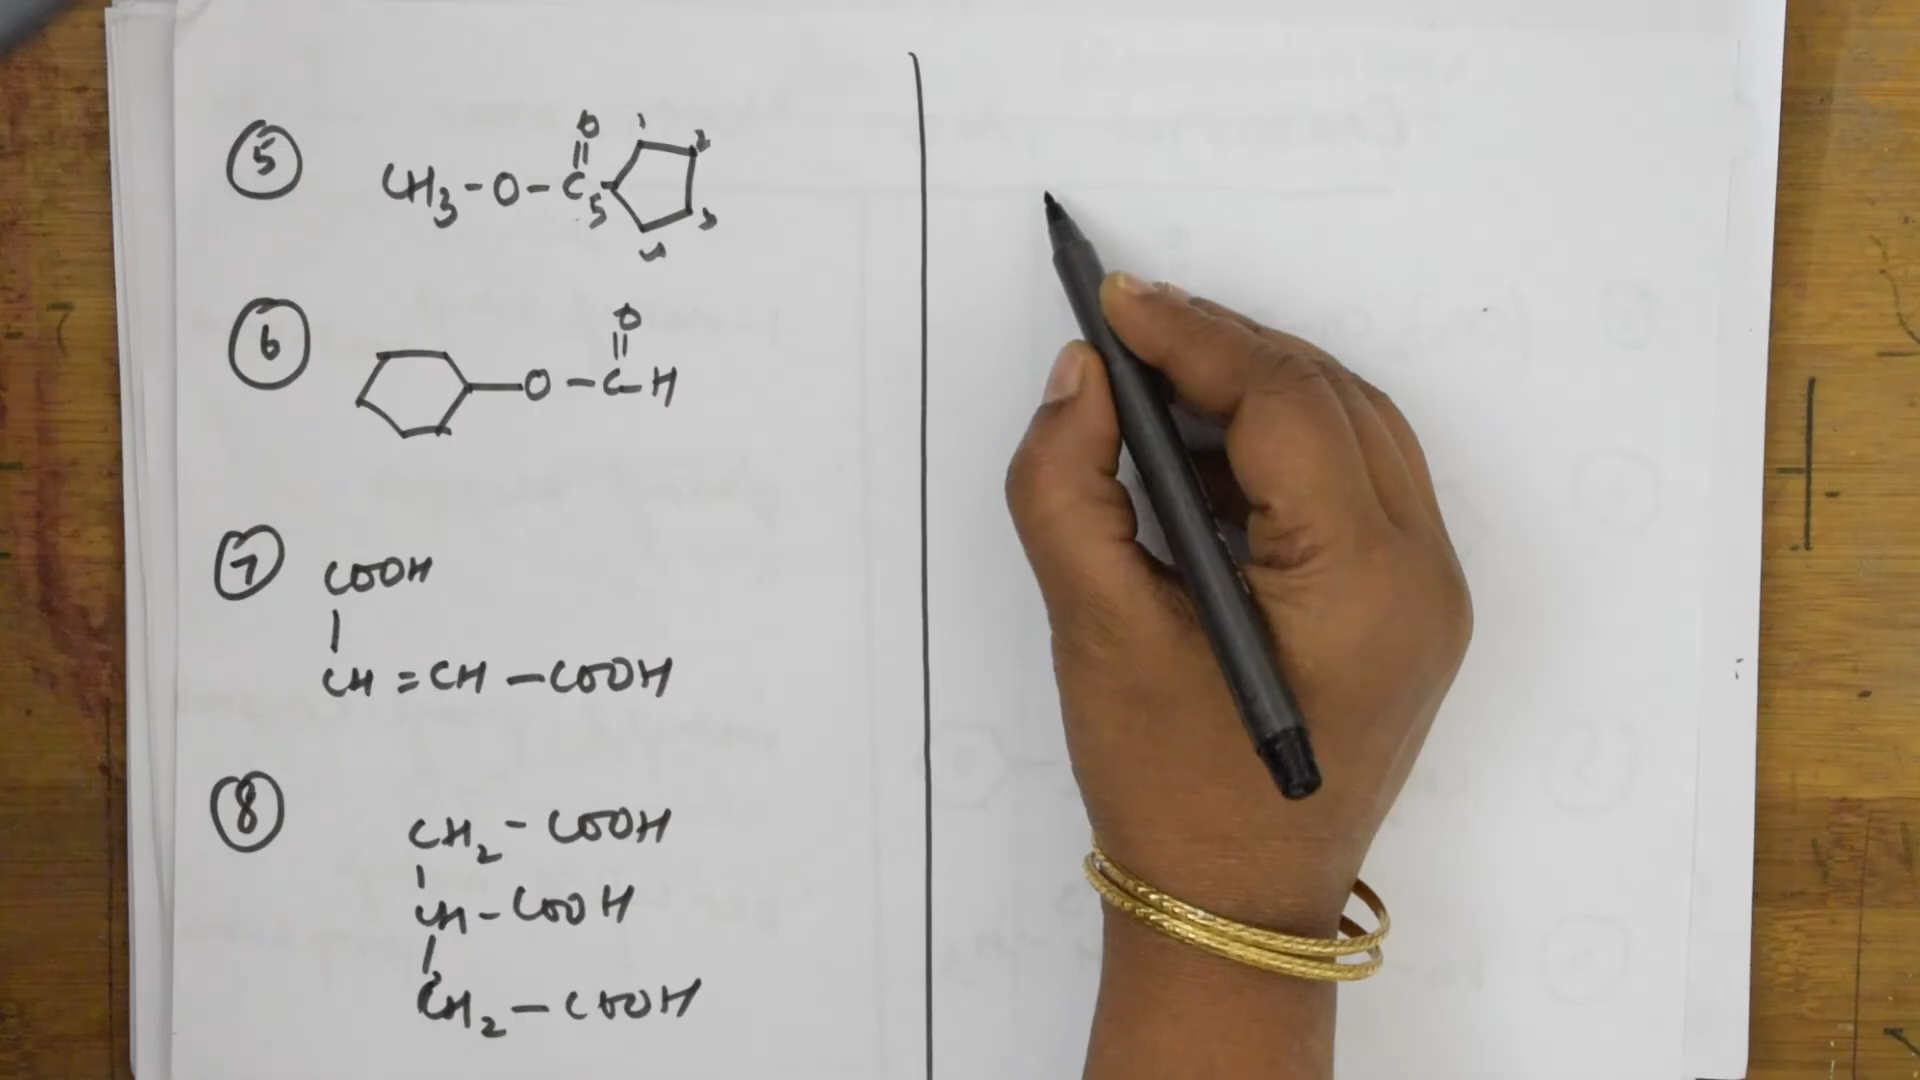 5
O 1 2
||
CH3-O-C 5 3
4
6
O
||
-O-C-H
7
COOH
|
CH=CH-COOH
8
CH2-COOH
|
CH-COOH
|
CH2-COOH